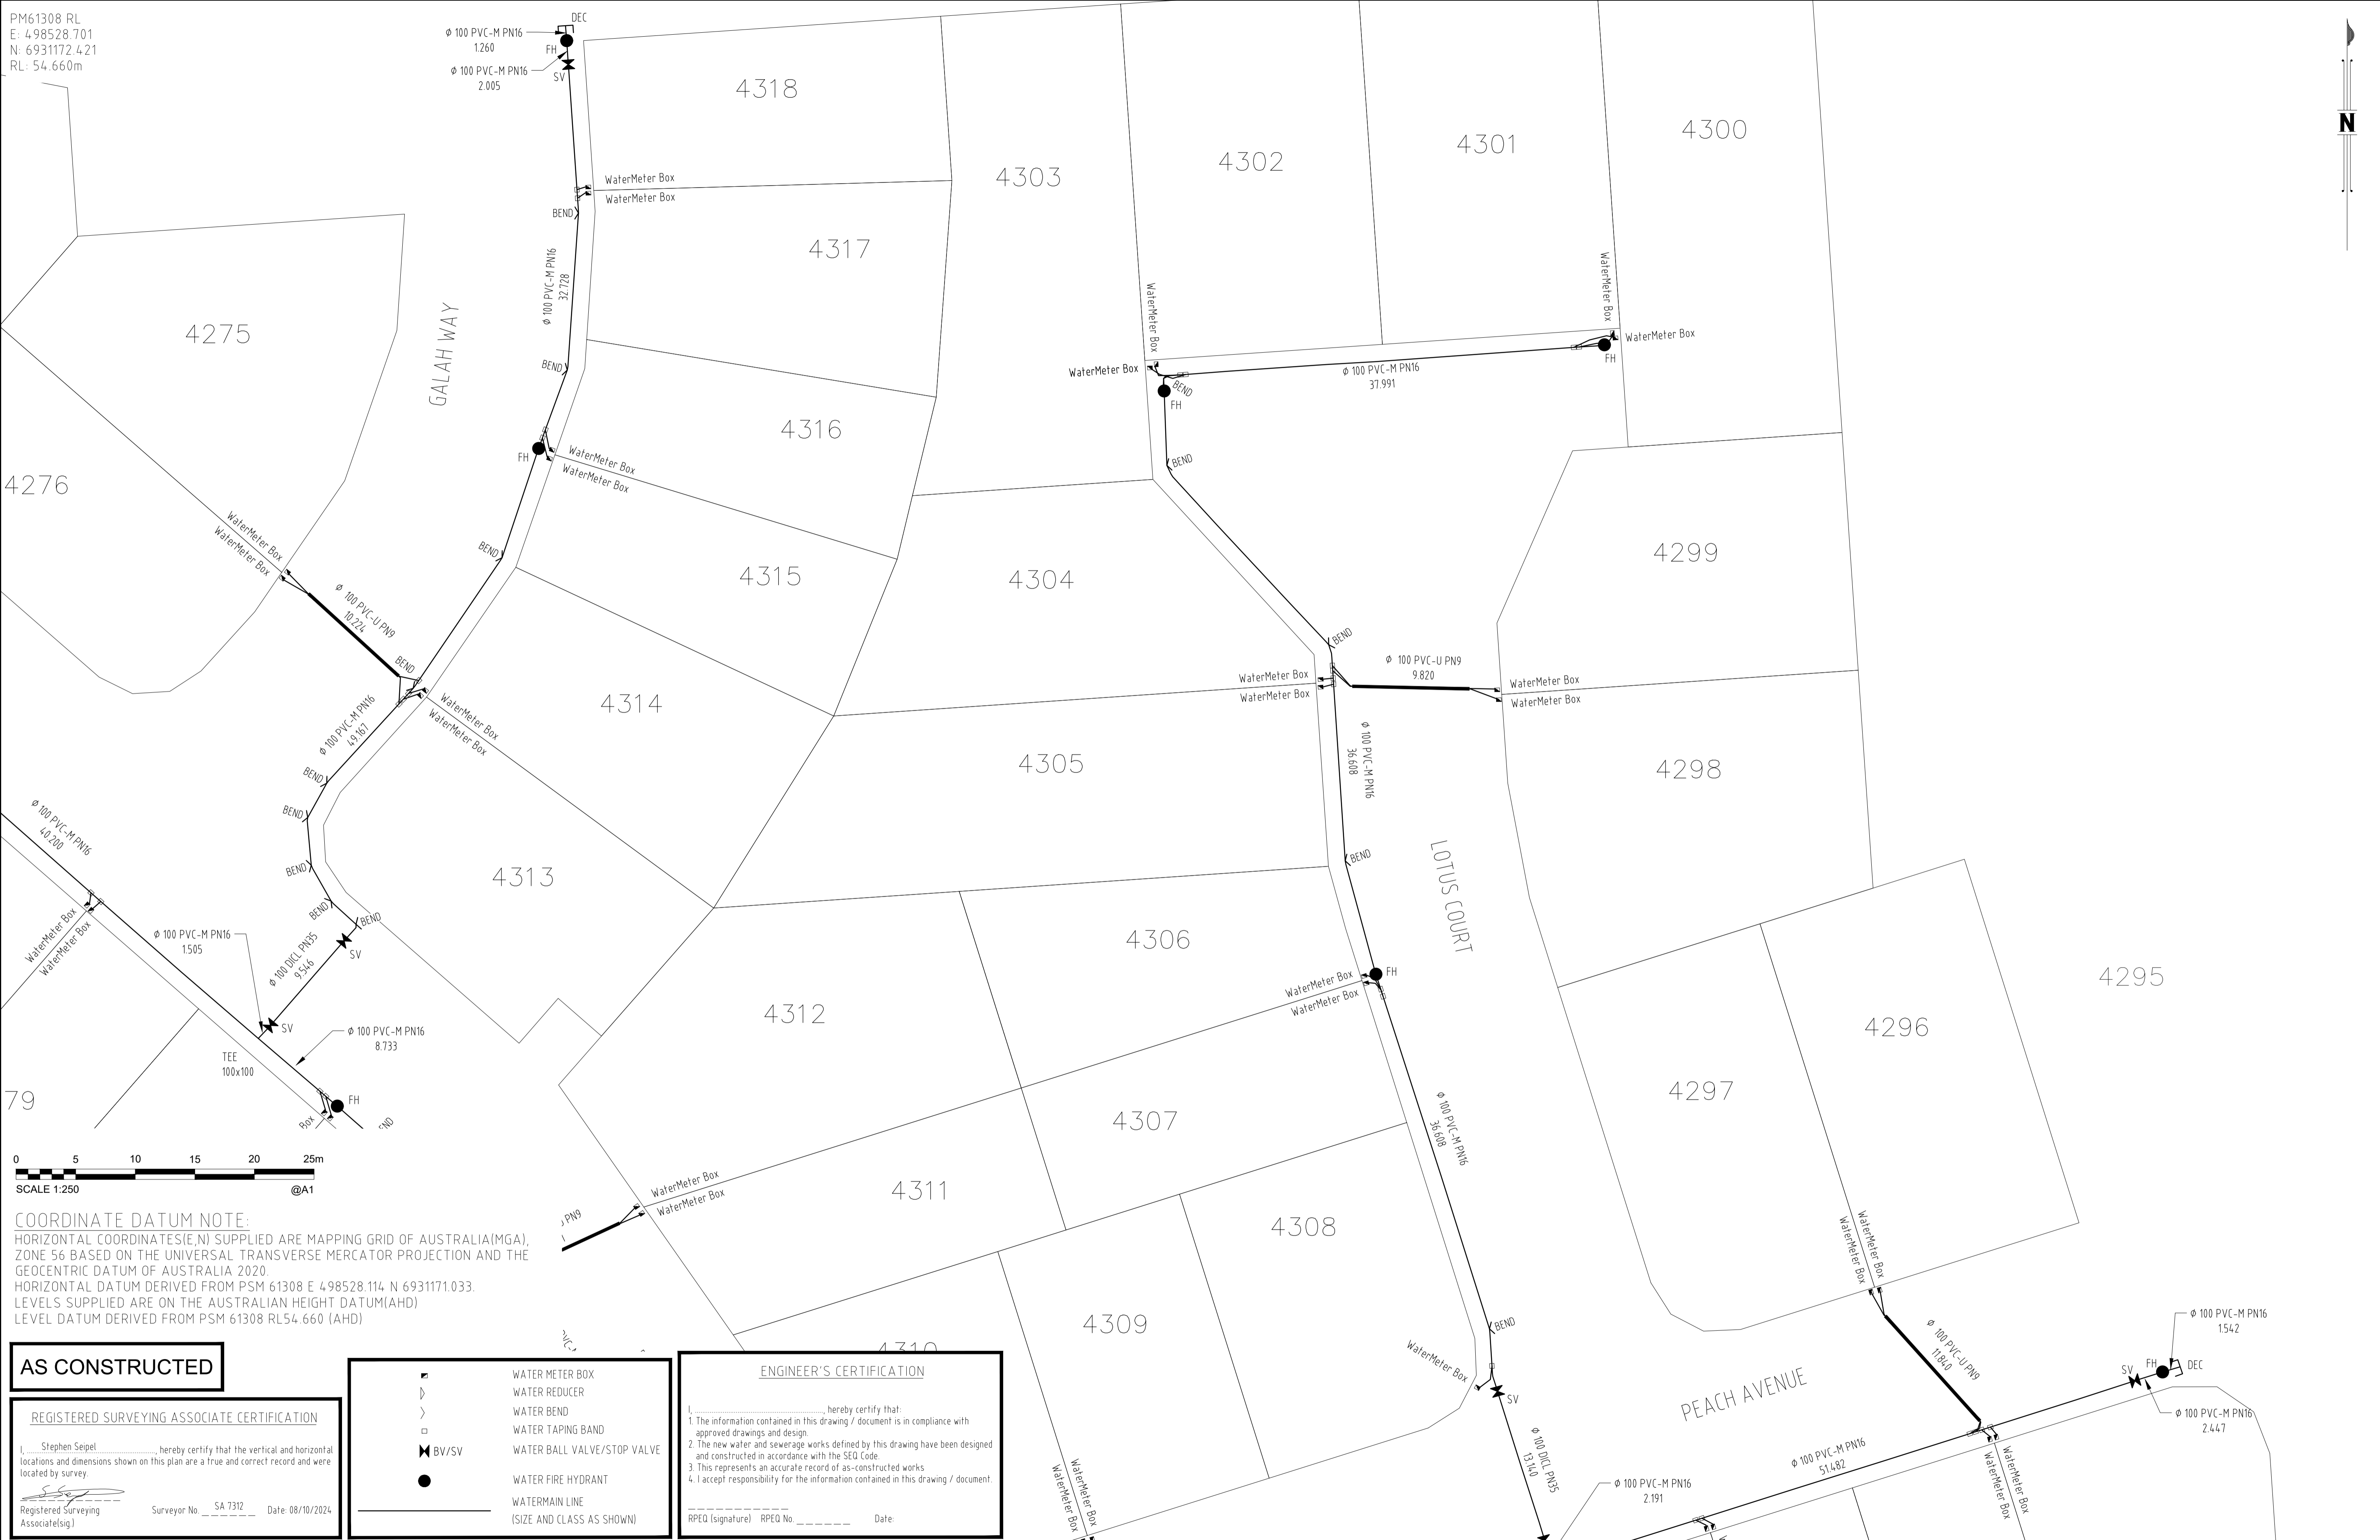 PM61308 RL
E: 498528.701
N: 6931172.421
RL: 54.660m
Ø 100 PVC-M PN16
1.260
DEC
FH
Ø 100 PVC-M PN16
2.005
SV
N
4318
4303
4302
4301
4300
WaterMeter Box
WaterMeter Box
BEND
4317
4275
GALAH WAY
Ø 100 PVC-M PN16
32.728
BEND
WaterMeter Box
WaterMeter Box
WaterMeter Box
WaterMeter Box
FH
BEND
FH
Ø 100 PVC-M PN16
37.991
4316
FH
WaterMeter Box
WaterMeter Box
BEND
4276
WaterMeter Box
WaterMeter Box
BEND
4315
4304
4299
Ø 100 PVC-U PN9
10.224
BEND
BEND
Ø 100 PVC-U PN9
9.820
WaterMeter Box
WaterMeter Box
WaterMeter Box
WaterMeter Box
WaterMeter Box
WaterMeter Box
4314
Ø 100 PVC-M PN16
49.167
Ø 100 PVC-M PN16
36.608
4305
4298
BEND
BEND
BEND
BEND
BEND
BEND
Ø 100 PVC-M PN16
40.200
4313
LOTUS COURT
WaterMeter Box
WaterMeter Box
Ø 100 PVC-M PN16
1.505
Ø 100 DICL PN35
9.546
SV
SV
4306
FH
WaterMeter Box
WaterMeter Box
4295
4312
4296
Ø 100 PVC-M PN16
8.733
TEE
100x100
79
FH
Box
END
4297
4307
Ø 100 PVC-M PN16
36.608
0 5 10 15 20 25m
SCALE 1:250 @A1
WaterMeter Box
WaterMeter Box
4311
PN9
4308
WaterMeter Box
WaterMeter Box
COORDINATE DATUM NOTE:
HORIZONTAL COORDINATES(E,N) SUPPLIED ARE MAPPING GRID OF AUSTRALIA(MGA),
ZONE 56 BASED ON THE UNIVERSAL TRANSVERSE MERCATOR PROJECTION AND THE
GEOCENTRIC DATUM OF AUSTRALIA 2020.
HORIZONTAL DATUM DERIVED FROM PSM 61308 E 498528.114 N 6931171.033.
LEVELS SUPPLIED ARE ON THE AUSTRALIAN HEIGHT DATUM(AHD)
LEVEL DATUM DERIVED FROM PSM 61308 RL54.660 (AHD)
4309
4310
BEND
WaterMeter Box
SV
Ø 100 DICL PN35
13.140
PEACH AVENUE
Ø 100 PVC-U PN9
11.840
Ø 100 PVC-M PN16
1.542
SV
FH
DEC
Ø 100 PVC-M PN16
2.447
Ø 100 PVC-M PN16
51.482
WaterMeter Box
WaterMeter Box
Ø 100 PVC-M PN16
2.191
WaterMeter Box
WaterMeter Box
AS CONSTRUCTED
REGISTERED SURVEYING ASSOCIATE CERTIFICATION
I, Stephen Seipel, hereby certify that the vertical and horizontal
locations and dimensions shown on this plan are a true and correct record and were
located by survey.
Registered Surveying
Associate(sig.)
Surveyor No. SA 7312 Date: 08/10/2024
WATER METER BOX
WATER REDUCER
WATER BEND
WATER TAPING BAND
BV/SV WATER BALL VALVE/STOP VALVE
WATER FIRE HYDRANT
WATERMAIN LINE
(SIZE AND CLASS AS SHOWN)
ENGINEER'S CERTIFICATION
I, ........................................................, hereby certify that:
1. The information contained in this drawing / document is in compliance with
approved drawings and design.
2. The new water and sewerage works defined by this drawing have been designed
and constructed in accordance with the SEQ Code.
3. This represents an accurate record of as-constructed works
4. I accept responsibility for the information contained in this drawing / document.
RPEQ (signature) RPEQ No. ______ Date: